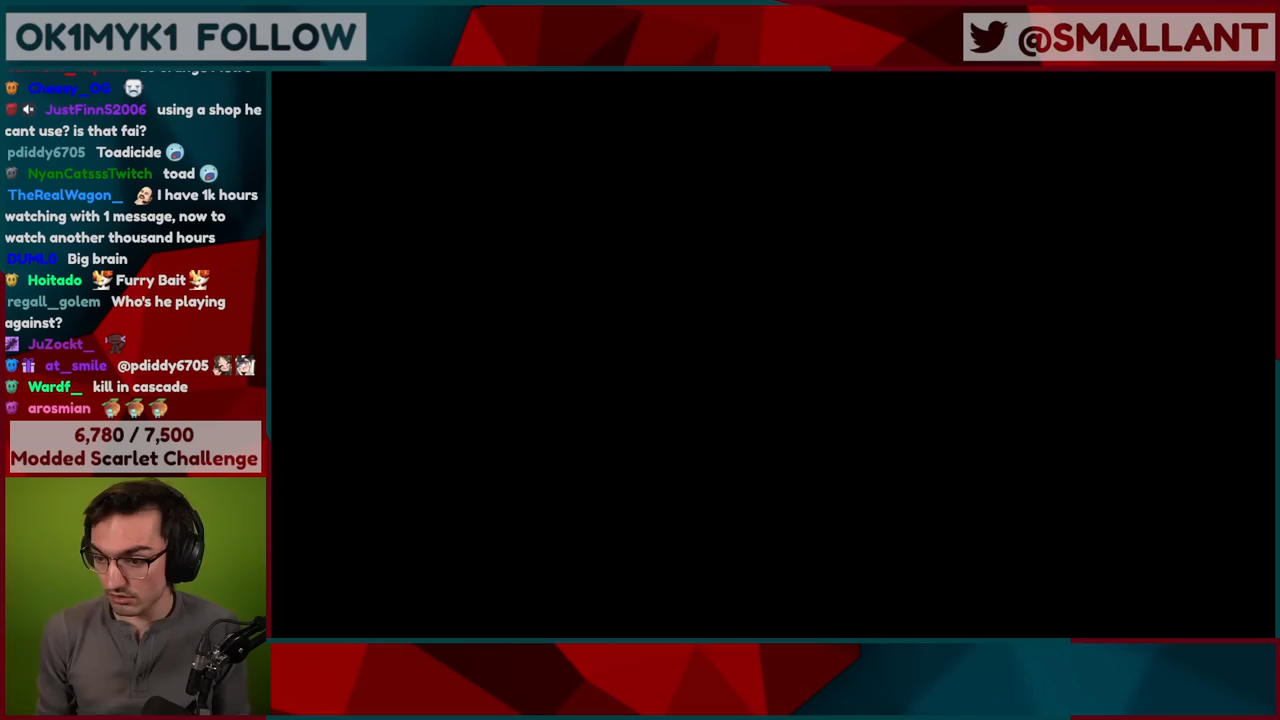 OK1MYK1 FOLLOW
@SMALLANT
Cheesy_OG
JustFinnS2006 using a shop he
cant use? is that fai?
pdiddy6705 Toadicide
NyanCatsssTwitch toad
TheRealWagon_ I have 1k hours
watching with 1 message, now to
watch another thousand hours
DUML0 Big brain
Hoitado Furry Bait
regall_golem Who's he playing
against?
JuZockt_
at_smile @pdiddy6705
Wardf_ kill in cascade
arosmian
6,780 / 7,500
Modded Scarlet Challenge